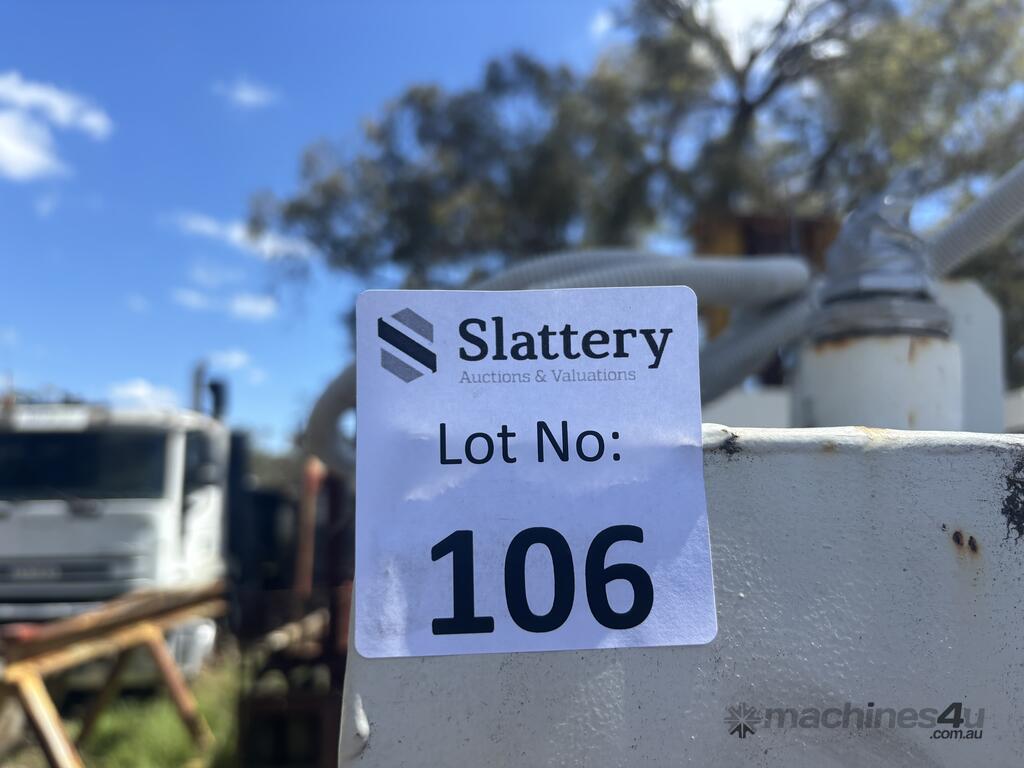 Slattery
Auctions & Valuations
Lot No:
106
machines4u
.com.au